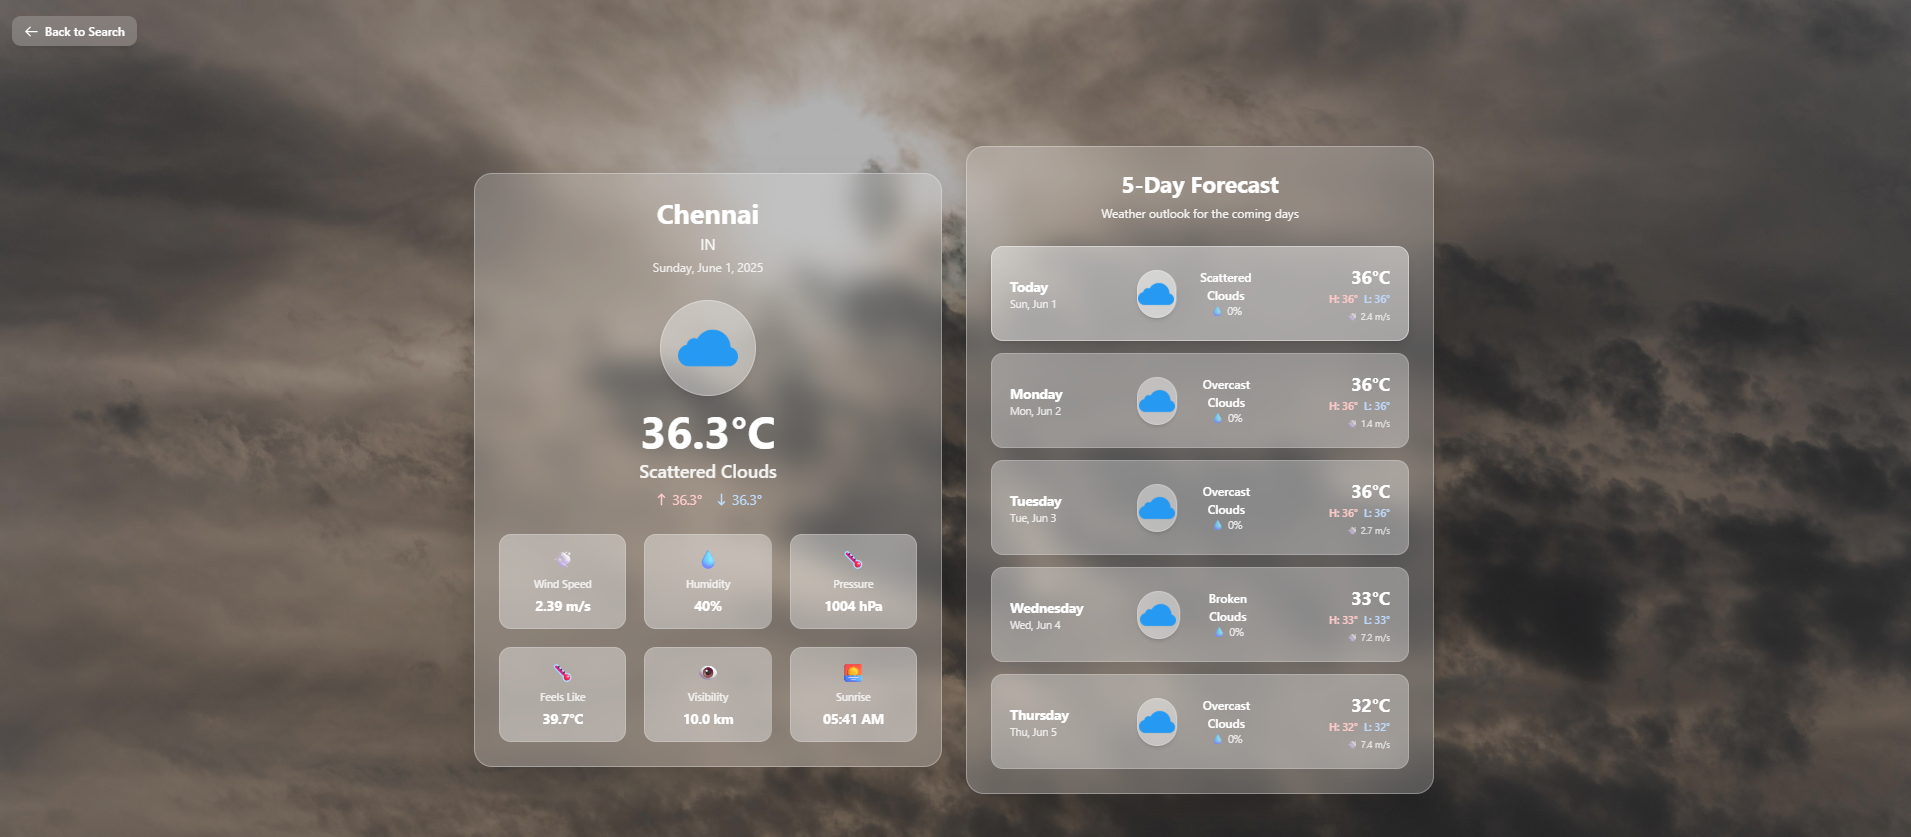 ← Back to Search
Chennai
IN
Sunday, June 1, 2025
36.3°C
Scattered Clouds
↑ 36.3° ↓ 36.3°
Wind Speed
2.39 m/s
Humidity
40%
Pressure
1004 hPa
Feels Like
39.7°C
Visibility
10.0 km
Sunrise
05:41 AM
5-Day Forecast
Weather outlook for the coming days
Today
Sun, Jun 1
Scattered
Clouds
0%
36°C
H: 36° L: 36°
2.4 m/s
Monday
Mon, Jun 2
Overcast
Clouds
0%
36°C
H: 36° L: 36°
1.4 m/s
Tuesday
Tue, Jun 3
Overcast
Clouds
0%
36°C
H: 36° L: 36°
2.7 m/s
Wednesday
Wed, Jun 4
Broken
Clouds
0%
33°C
H: 33° L: 33°
7.2 m/s
Thursday
Thu, Jun 5
Overcast
Clouds
0%
32°C
H: 32° L: 32°
7.4 m/s